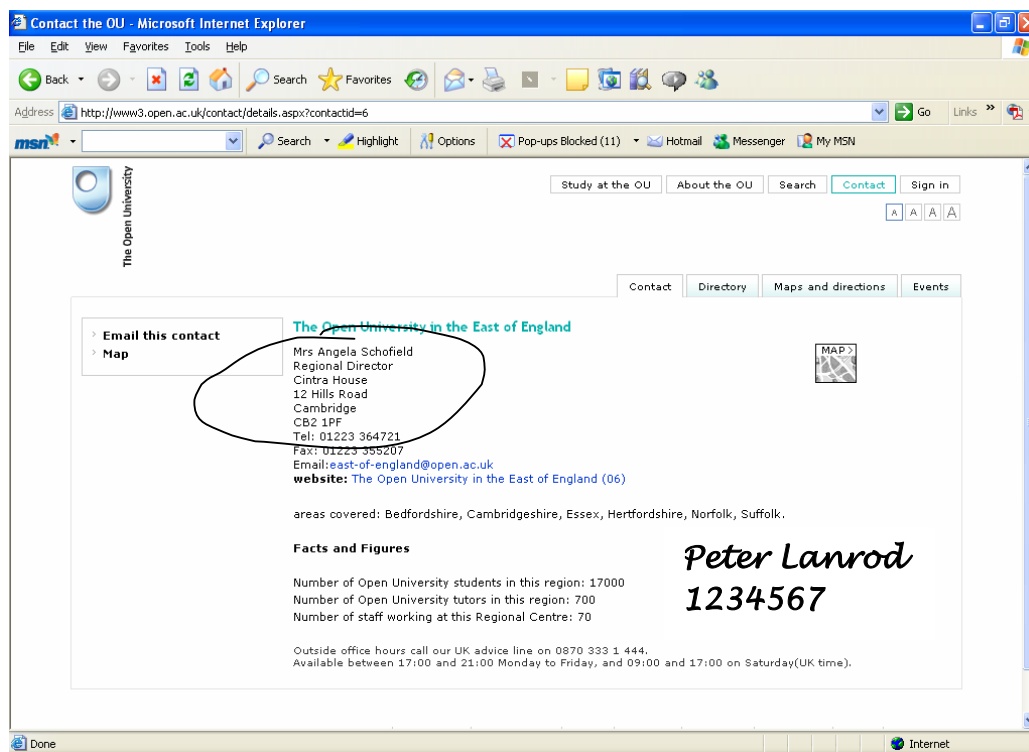 Contact the OU - Microsoft Internet Explorer
File Edit View Favorites Tools Help
Back Search Favorites
Address http://www3.open.ac.uk/contact/details.aspx?contactid=6 Go Links »
msn Search Highlight Options Pop-ups Blocked (11) Hotmail Messenger My MSN
The Open University
Study at the OU About the OU Search Contact Sign in
A A A A
Contact Directory Maps and directions Events
Email this contact
Map
The Open University in the East of England
Mrs Angela Schofield
Regional Director
Cintra House
12 Hills Road
Cambridge
CB2 1PF
Tel: 01223 364721
Fax: 01223 355207
Email:east-of-england@open.ac.uk
website: The Open University in the East of England (06)
MAP>
areas covered: Bedfordshire, Cambridgeshire, Essex, Hertfordshire, Norfolk, Suffolk.
Facts and Figures
Number of Open University students in this region: 17000
Number of Open University tutors in this region: 700
Number of staff working at this Regional Centre: 70
Peter Lanrod
1234567
Outside office hours call our UK advice line on 0870 333 1 444.
Available between 17:00 and 21:00 Monday to Friday, and 09:00 and 17:00 on Saturday(UK time).
Done Internet